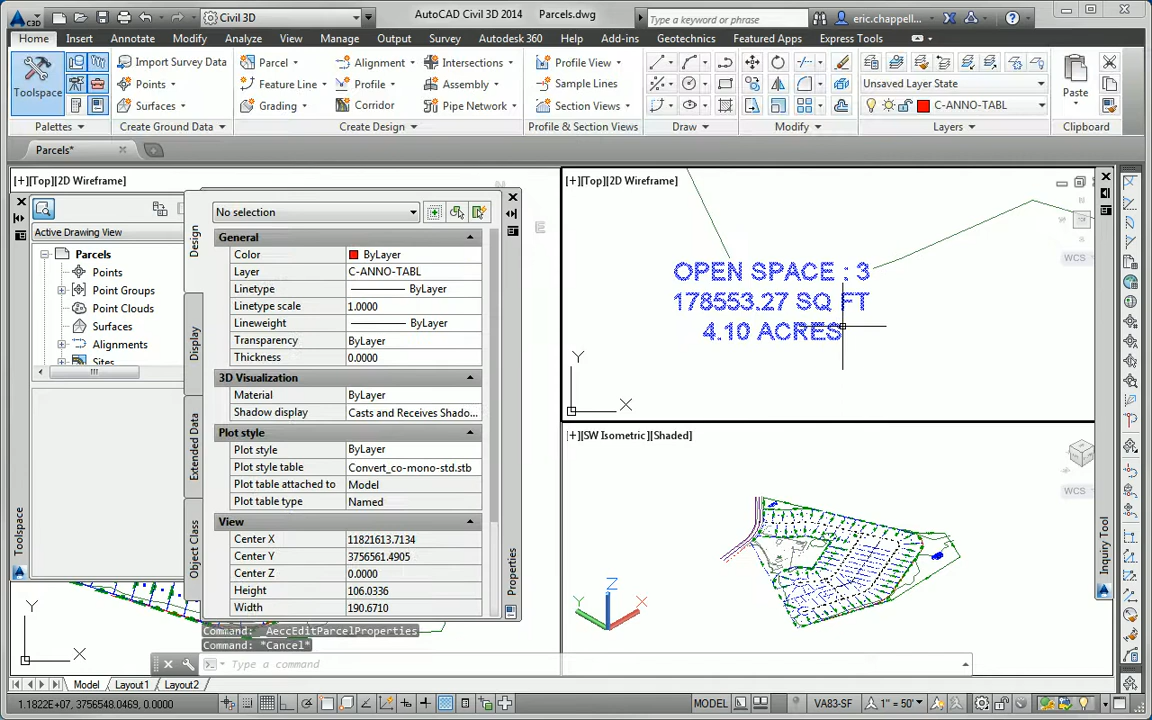 C3D
Civil 3D
AutoCAD Civil 3D 2014
Parcels.dwg
Type a keyword or phrase
eric.chappell...
Home
Insert
Annotate
Modify
Analyze
View
Manage
Output
Survey
Autodesk 360
Help
Add-ins
Geotechnics
Featured Apps
Express Tools
Toolspace
Import Survey Data
Points
Surfaces
Parcel
Feature Line
Grading
Alignment
Profile
Corridor
Intersections
Assembly
Pipe Network
Profile View
Sample Lines
Section Views
Unsaved Layer State
C-ANNO-TABL
Paste
Palettes
Create Ground Data
Create Design
Profile & Section Views
Draw
Modify
Layers
Clipboard
Parcels*
[+][Top][2D Wireframe]
Active Drawing View
Parcels
Points
Point Groups
Point Clouds
Surfaces
Alignments
Sites
Toolspace
Design
Display
Extended Data
Object Class
No selection
General
Color ByLayer
Layer C-ANNO-TABL
Linetype ByLayer
Linetype scale 1.0000
Lineweight ByLayer
Transparency ByLayer
Thickness 0.0000
3D Visualization
Material ByLayer
Shadow display Casts and Receives Shado...
Plot style
Plot style ByLayer
Plot style table Convert_co-mono-std.stb
Plot table attached to Model
Plot table type Named
View
Center X 11821613.7134
Center Y 3756561.4905
Center Z 0.0000
Height 106.0336
Width 190.6710
Properties
[+][Top][2D Wireframe]
OPEN SPACE : 3
178553.27 SQ FT
4.10 ACRES
WCS
Y
X
[+][SW Isometric][Shaded]
WCS
Z
Y
X
Inquiry Tool
Y
X
Command: _AeccEditParcelProperties
Command: *Cancel*
Type a command
Model
Layout1
Layout2
1.1822E+07, 3756548.0469, 0.0000
MODEL
VA83-SF
1" = 50'